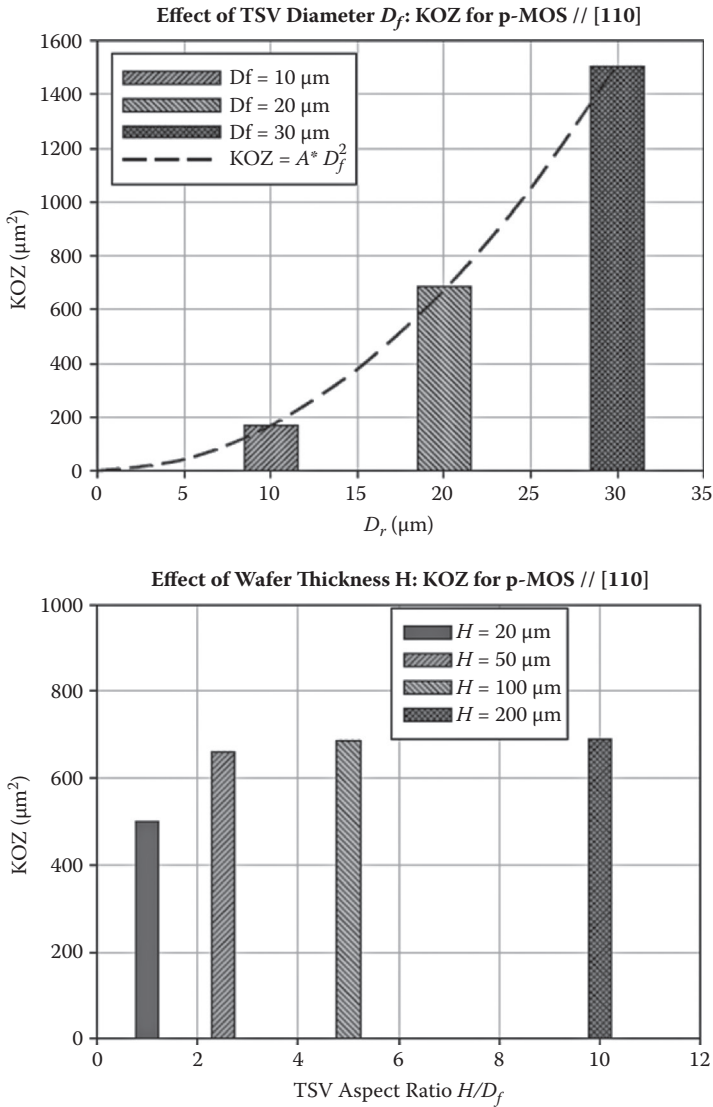 Effect of TSV Diameter Df: KOZ for p-MOS // [110]
1600
1400
1200
1000
800
600
400
200
0
KOZ (µm²)
Df = 10 µm
Df = 20 µm
Df = 30 µm
KOZ = A* Df²
0 5 10 15 20 25 30 35
Dr (µm)
Effect of Wafer Thickness H: KOZ for p-MOS // [110]
1000
800
600
400
200
0
KOZ (µm²)
H = 20 µm
H = 50 µm
H = 100 µm
H = 200 µm
0 2 4 6 8 10 12
TSV Aspect Ratio H/Df